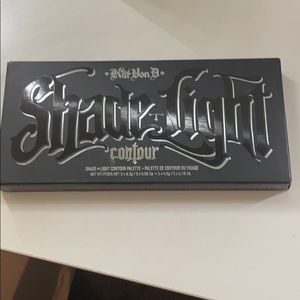 Kat Von D
Shade + Light
contour
SHADE + LIGHT CONTOUR PALETTE • PALETTE DE CONTOUR DU VISAGE